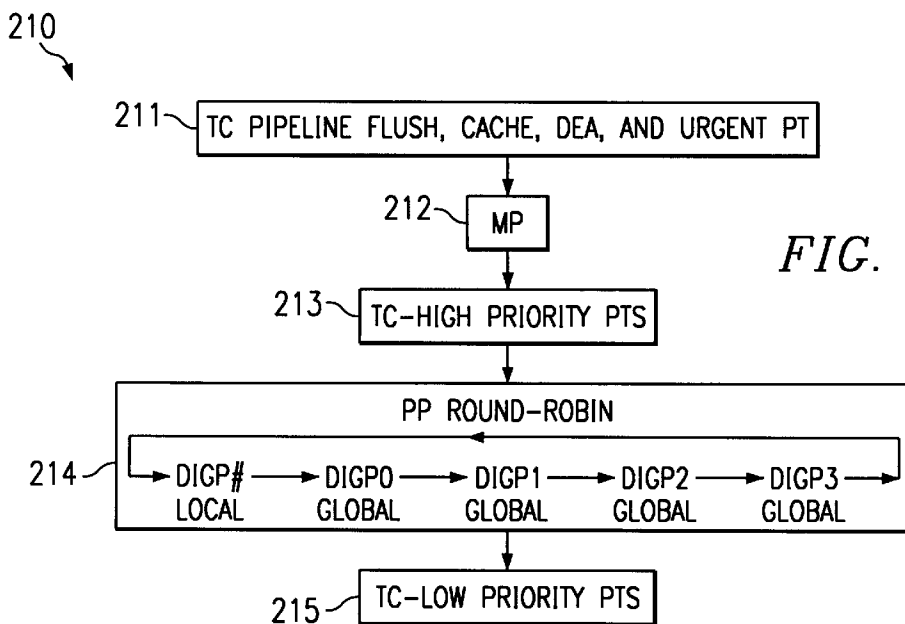 210
211 TC PIPELINE FLUSH, CACHE, DEA, AND URGENT PT
212 MP
FIG.
213 TC-HIGH PRIORITY PTS
PP ROUND-ROBIN
214 DIGP# DIGP0 DIGP1 DIGP2 DIGP3
LOCAL GLOBAL GLOBAL GLOBAL GLOBAL
215 TC-LOW PRIORITY PTS